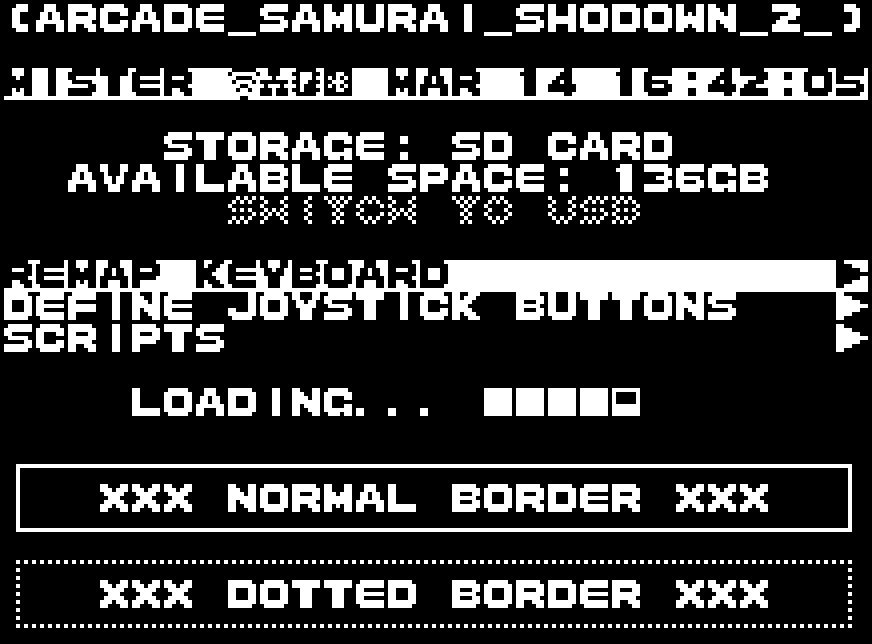 (ARCADE_SAMURAI_SHODOWN_2_)
MISTER MAR 14 16:42:05
STORAGE: SD CARD
AVAILABLE SPACE: 136GB
SWITCH TO USB
REMAP KEYBOARD
DEFINE JOYSTICK BUTTONS
SCRIPTS
LOADING...
XXX NORMAL BORDER XXX
XXX DOTTED BORDER XXX